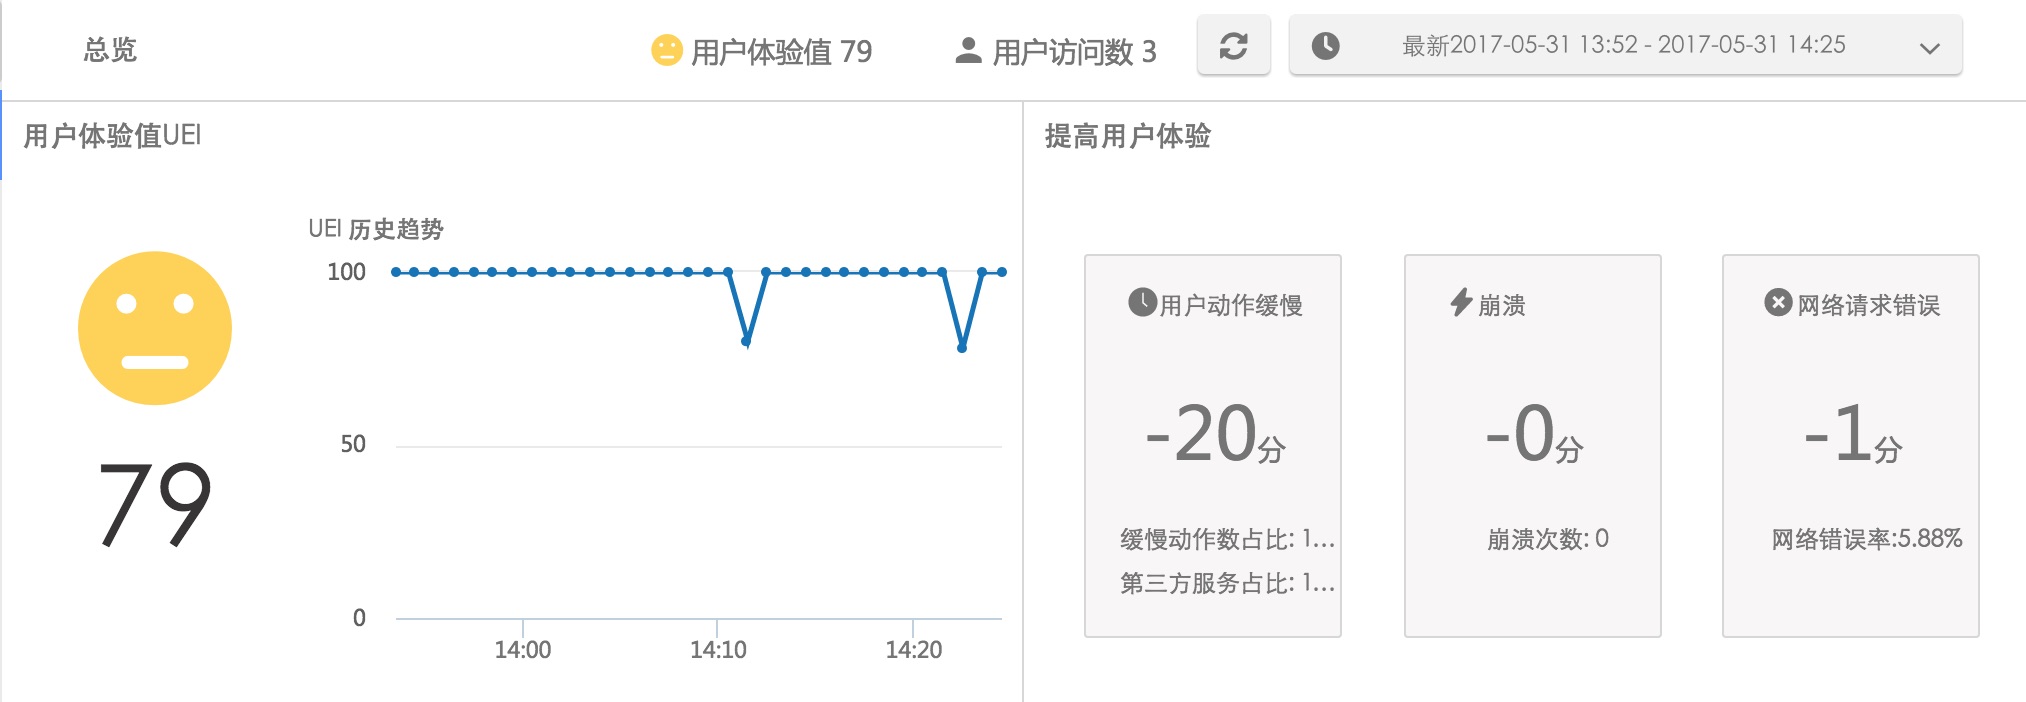 总览
用户体验值 79
用户访问数 3
最新2017-05-31 13:52 - 2017-05-31 14:25
用户体验值UEI
79
UEI 历史趋势
100
50
0
14:00
14:10
14:20
提高用户体验
用户动作缓慢
-20分
缓慢动作数占比: 1...
第三方服务占比: 1...
崩溃
-0分
崩溃次数: 0
网络请求错误
-1分
网络错误率:5.88%